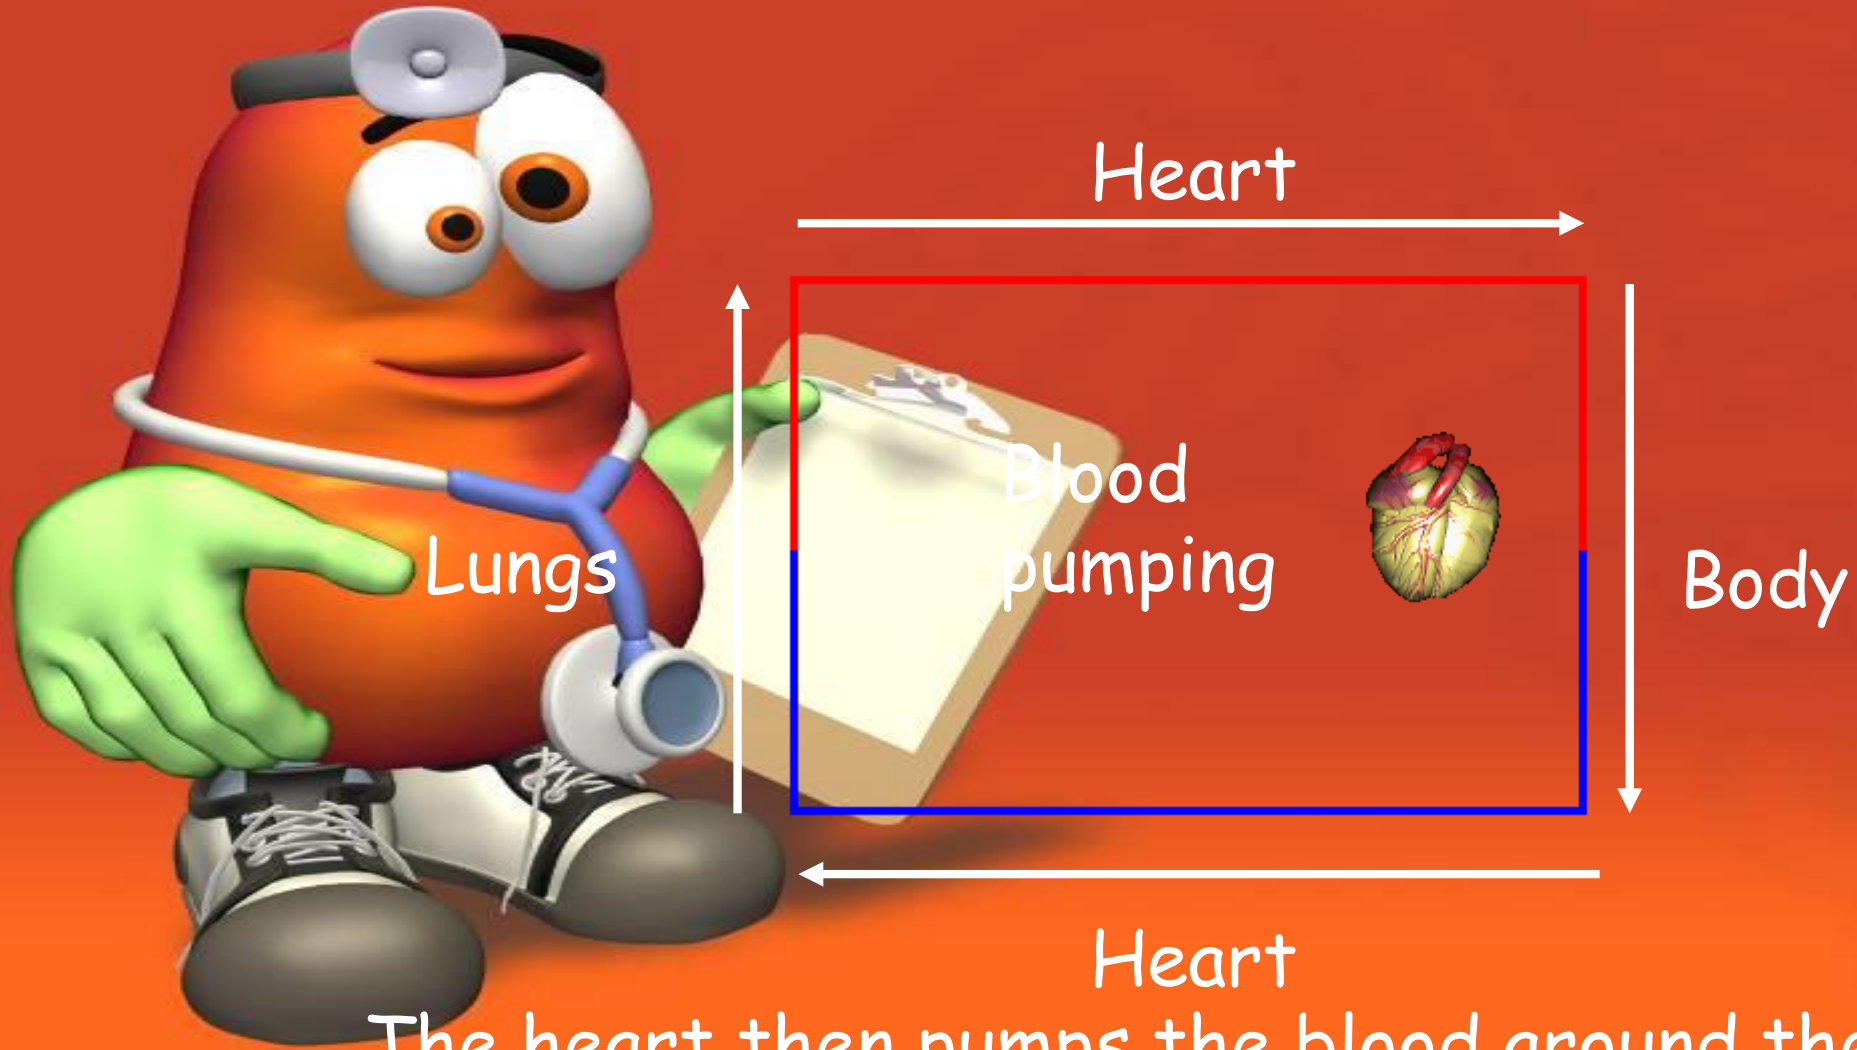 Heart
Blood
pumping
Lungs
Body
Heart
The heart then pumps the blood around the